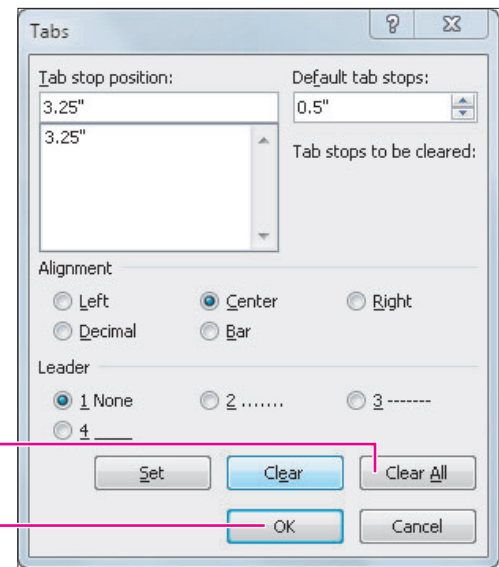 Tabs
Tab stop position:
Default tab stops:
3.25"
0.5"
3.25"
Tab stops to be cleared:
Alignment
Left Center Right
Decimal Bar
Leader
1 None 2 ....... 3 -------
4 ____
Set Clear Clear All
OK Cancel